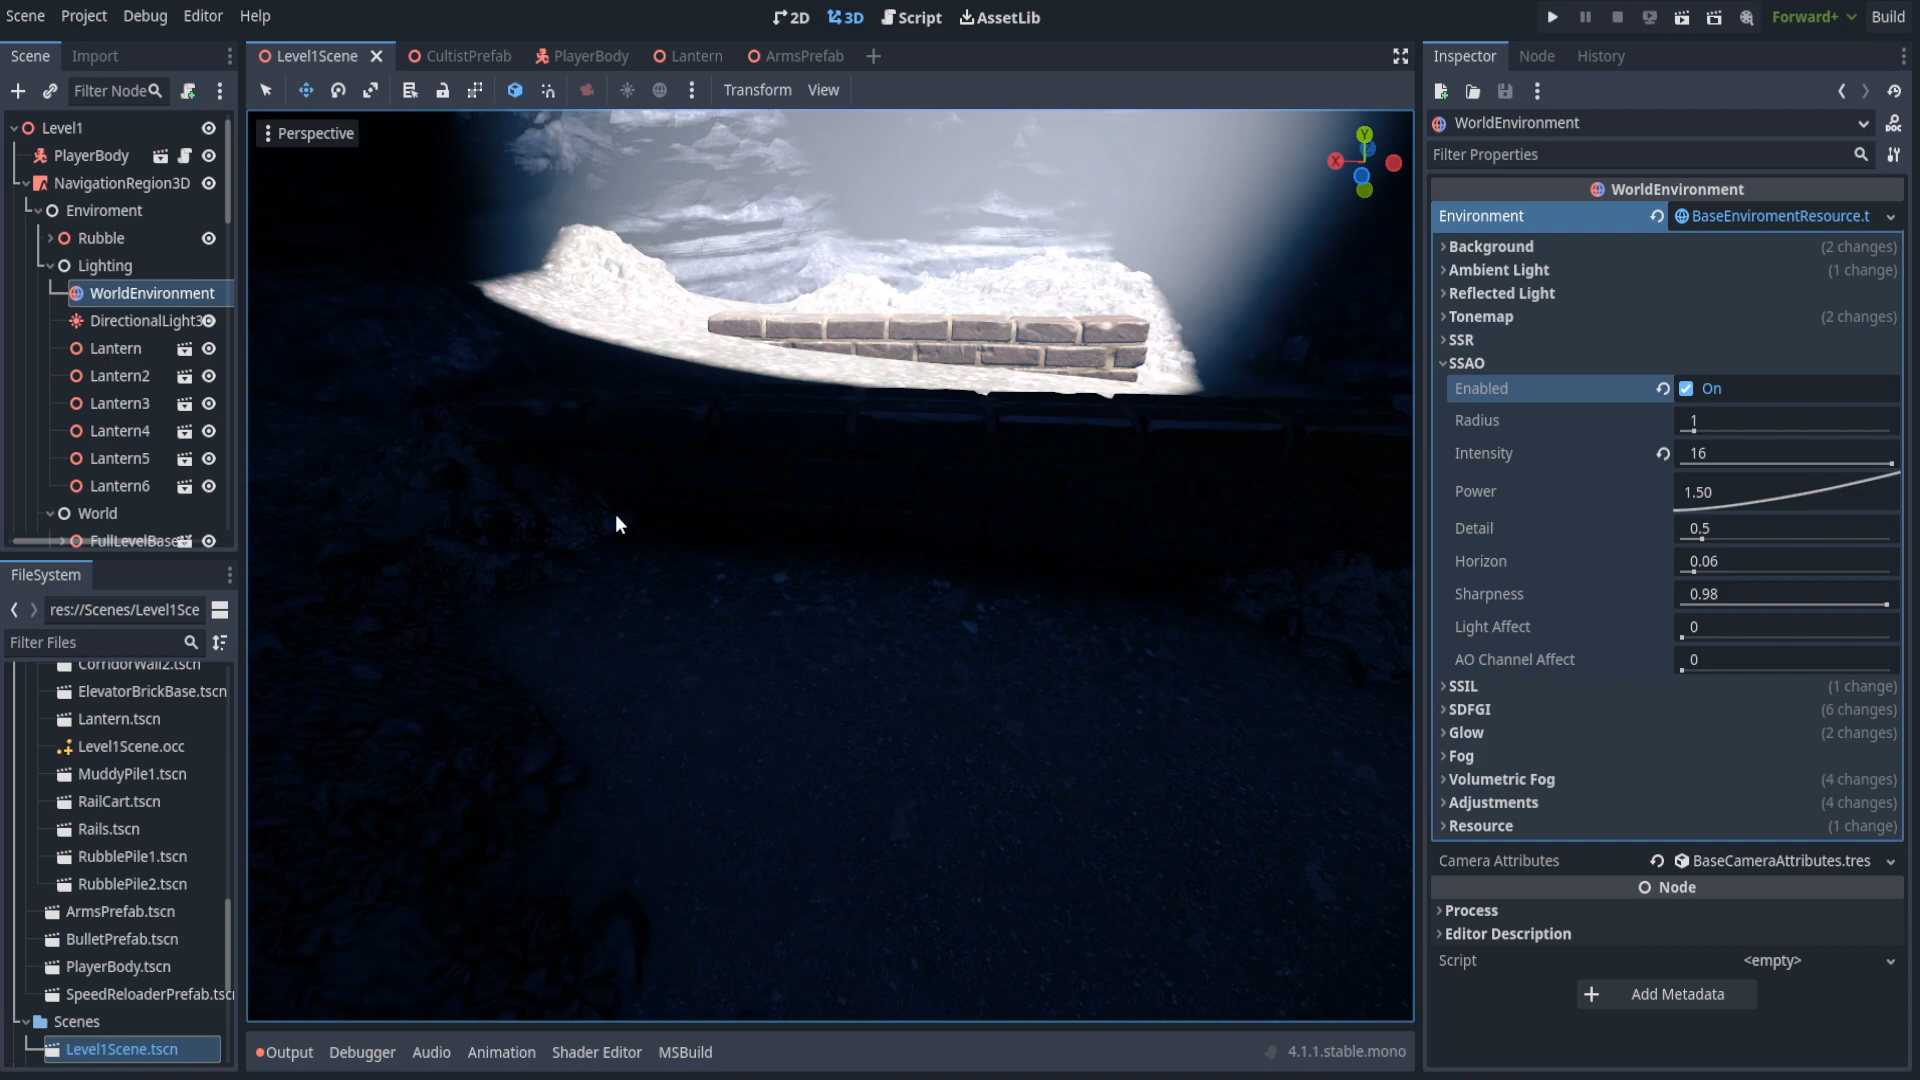 Scene Project Debug Editor Help
2D 3D Script AssetLib
Forward+ Build
Scene Import
Filter Node
Level1
PlayerBody
NavigationRegion3D
Enviroment
Rubble
Lighting
WorldEnvironment
DirectionalLight3
Lantern
Lantern2
Lantern3
Lantern4
Lantern5
Lantern6
World
FullLevelBase
FileSystem
res://Scenes/Level1Sce
Filter Files
CorridorWall2.tscn
ElevatorBrickBase.tscn
Lantern.tscn
Level1Scene.occ
MuddyPile1.tscn
RailCart.tscn
Rails.tscn
RubblePile1.tscn
RubblePile2.tscn
ArmsPrefab.tscn
BulletPrefab.tscn
PlayerBody.tscn
SpeedReloaderPrefab.tsc
Scenes
Level1Scene.tscn
Level1Scene CultistPrefab PlayerBody Lantern ArmsPrefab
Transform View
Perspective
Y
X
Output Debugger Audio Animation Shader Editor MSBuild
4.1.1.stable.mono
Inspector Node History
WorldEnvironment
Filter Properties
WorldEnvironment
Environment BaseEnviromentResource.t
Background (2 changes)
Ambient Light (1 change)
Reflected Light
Tonemap (2 changes)
SSR
SSAO
Enabled On
Radius 1
Intensity 16
Power 1.50
Detail 0.5
Horizon 0.06
Sharpness 0.98
Light Affect 0
AO Channel Affect 0
SSIL (1 change)
SDFGI (6 changes)
Glow (2 changes)
Fog
Volumetric Fog (4 changes)
Adjustments (4 changes)
Resource (1 change)
Camera Attributes BaseCameraAttributes.tres
Node
Process
Editor Description
Script <empty>
Add Metadata